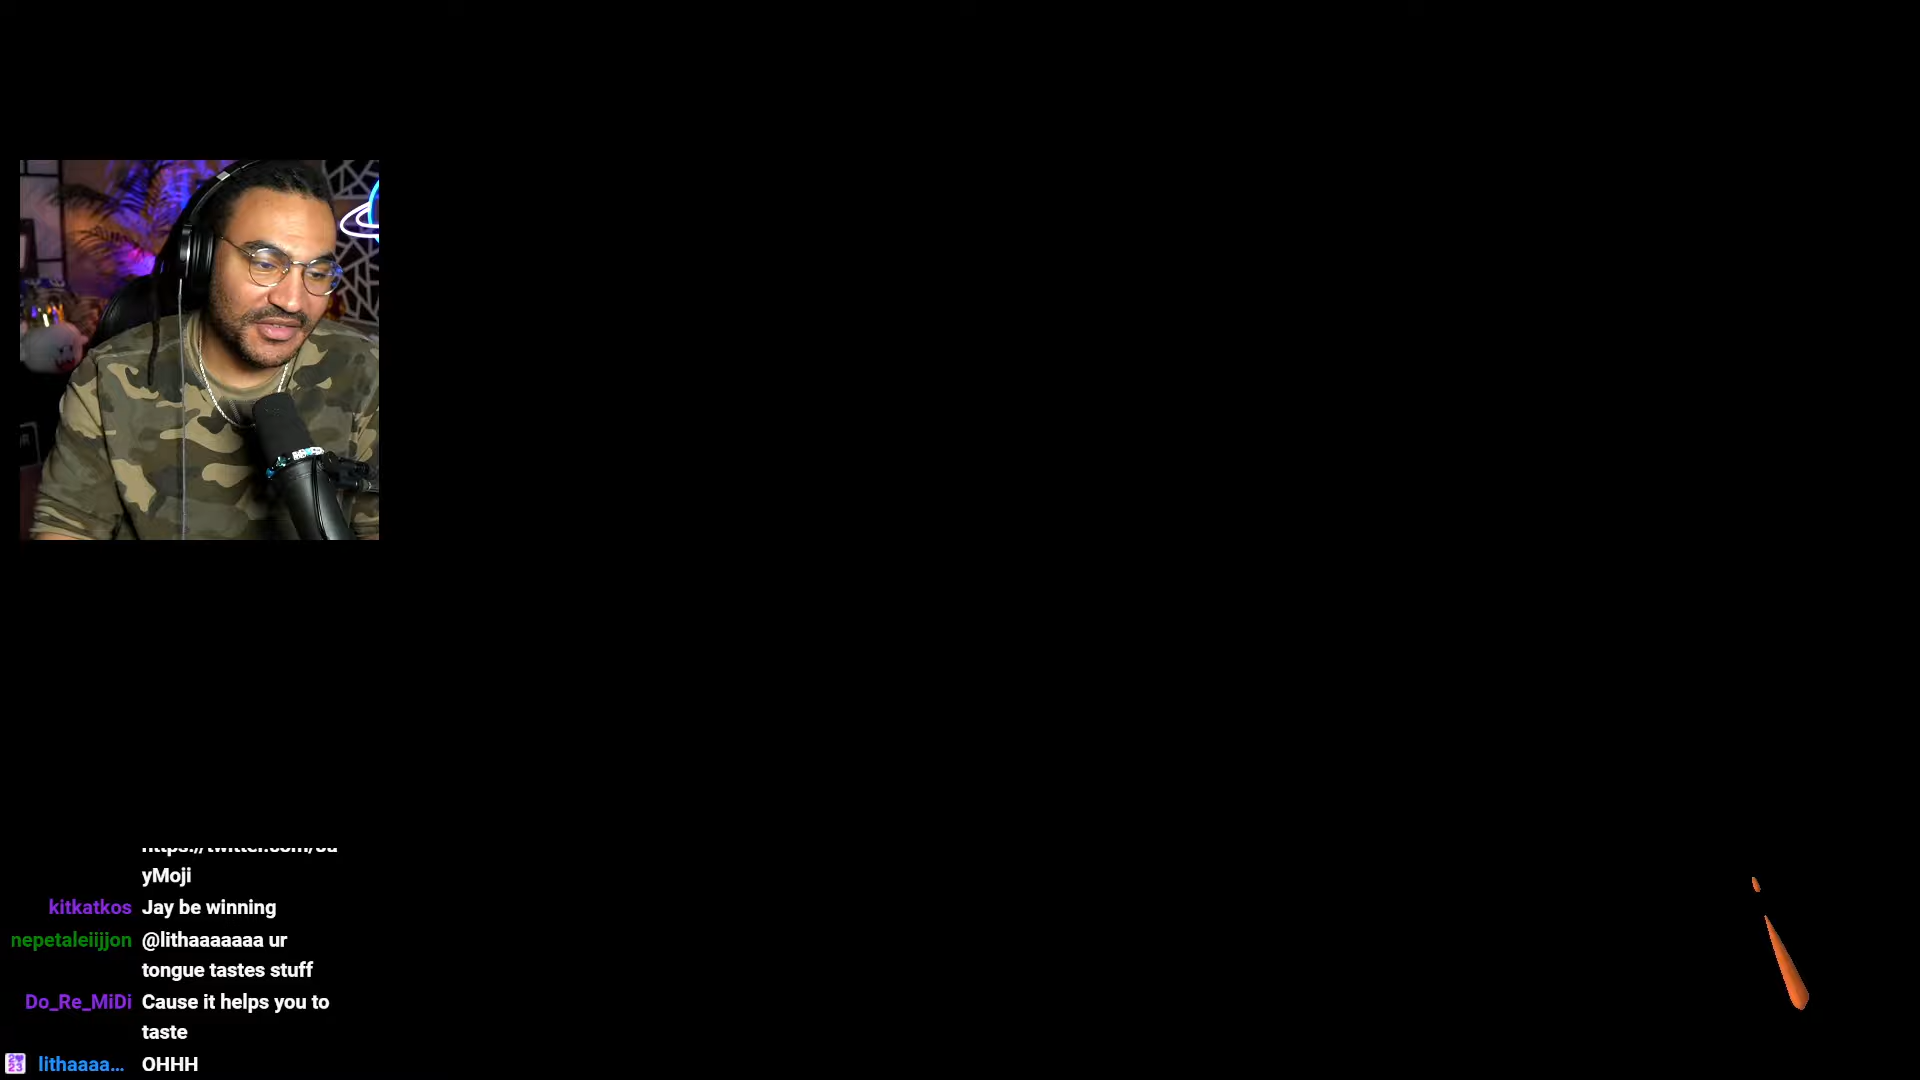 yMoji
kitkatkos Jay be winning
nepetaleiijjon @lithaaaaaaa ur
tongue tastes stuff
Do_Re_MiDi Cause it helps you to
taste
2023 lithaaaa... OHHH